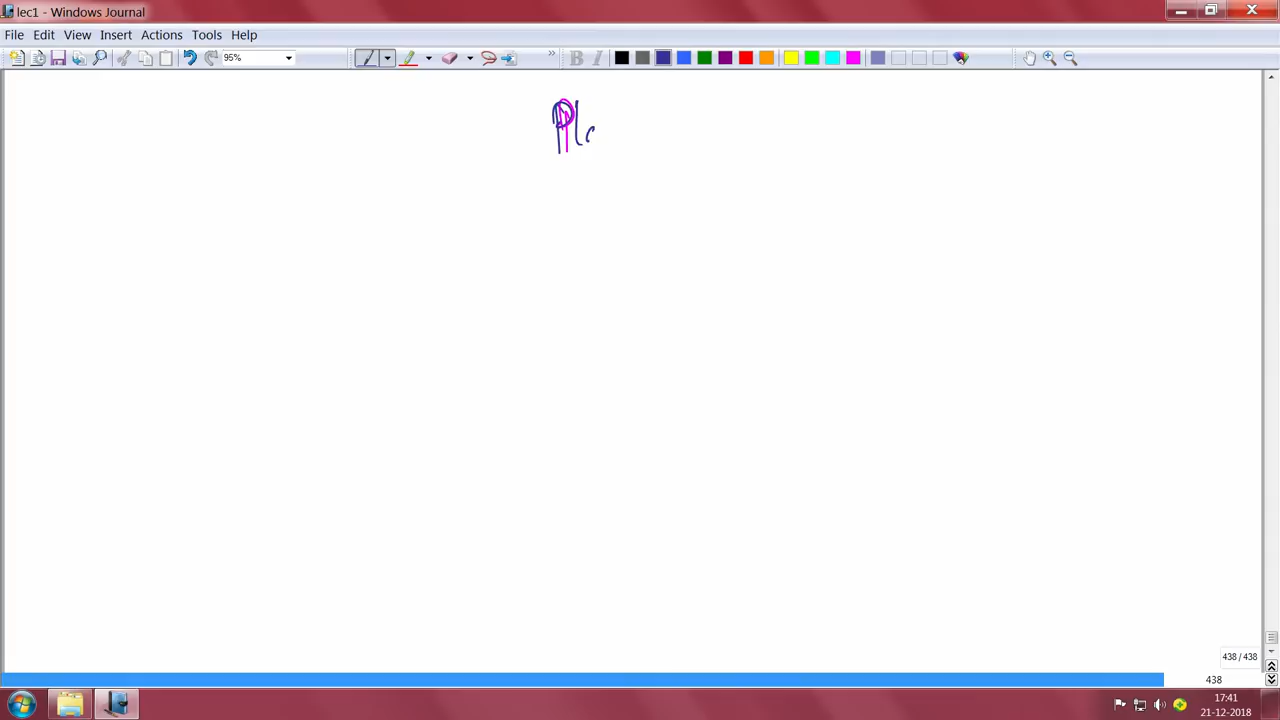 lec1 - Windows Journal
File Edit View Insert Actions Tools Help
95% » B I
438 / 438
438
17:41
21-12-2018